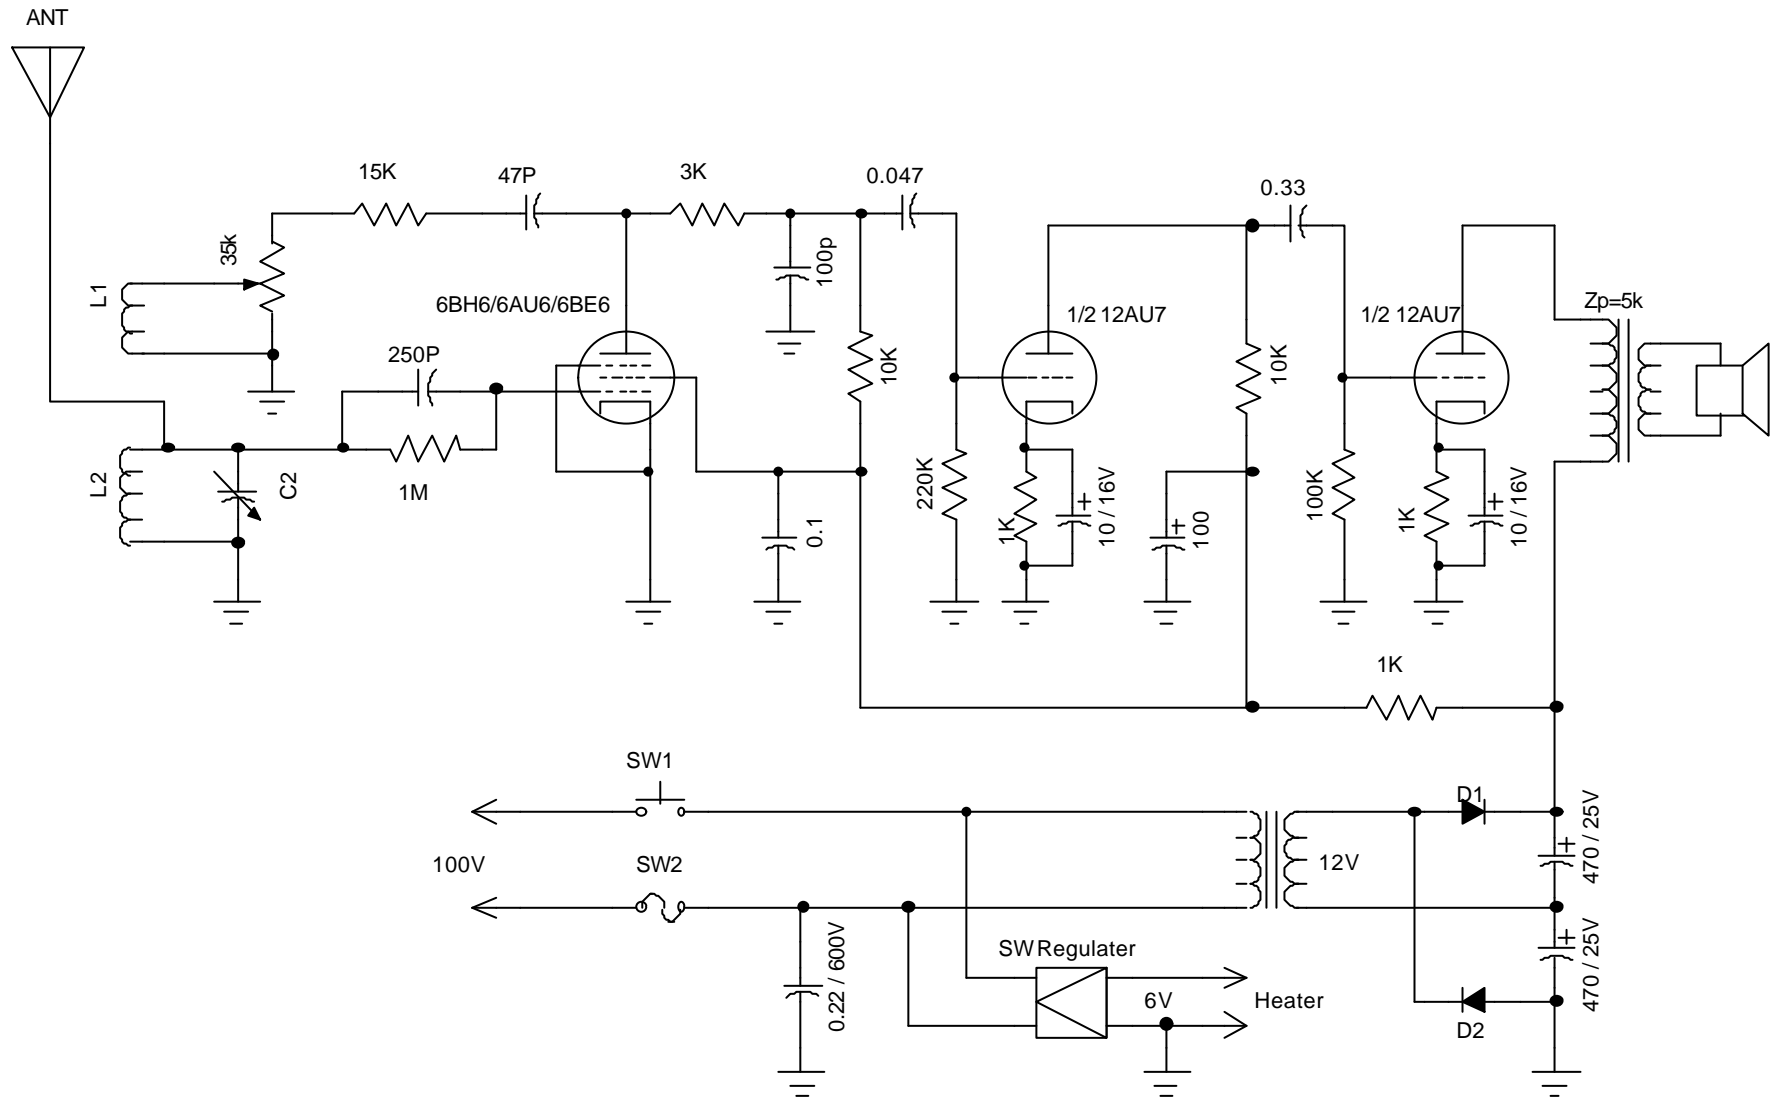 ANT
15K
47P
3K
0.047
0.33
35k
100p
L1
6BH6/6AU6/6BE6
1/2 12AU7
1/2 12AU7
Zp=5k
250P
10K
10K
L2
C2
1M
220K
1K
+
10 / 16V
+
100
100K
1K
+
10 / 16V
0.1
1K
SW1
D1
+
470 / 25V
100V
SW2
12V
0.22 / 600V
SW Regulater
+
470 / 25V
6V
Heater
D2